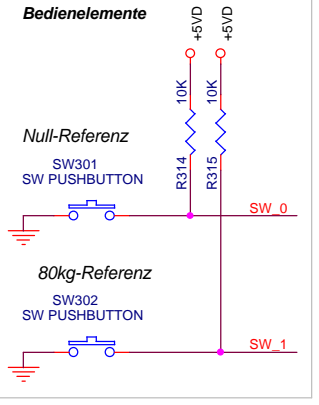 Bedienelemente
+5VD
+5VD
10K
10K
R314
R315
Null-Referenz
SW301
SW PUSHBUTTON
SW_0
80kg-Referenz
SW302
SW PUSHBUTTON
SW_1